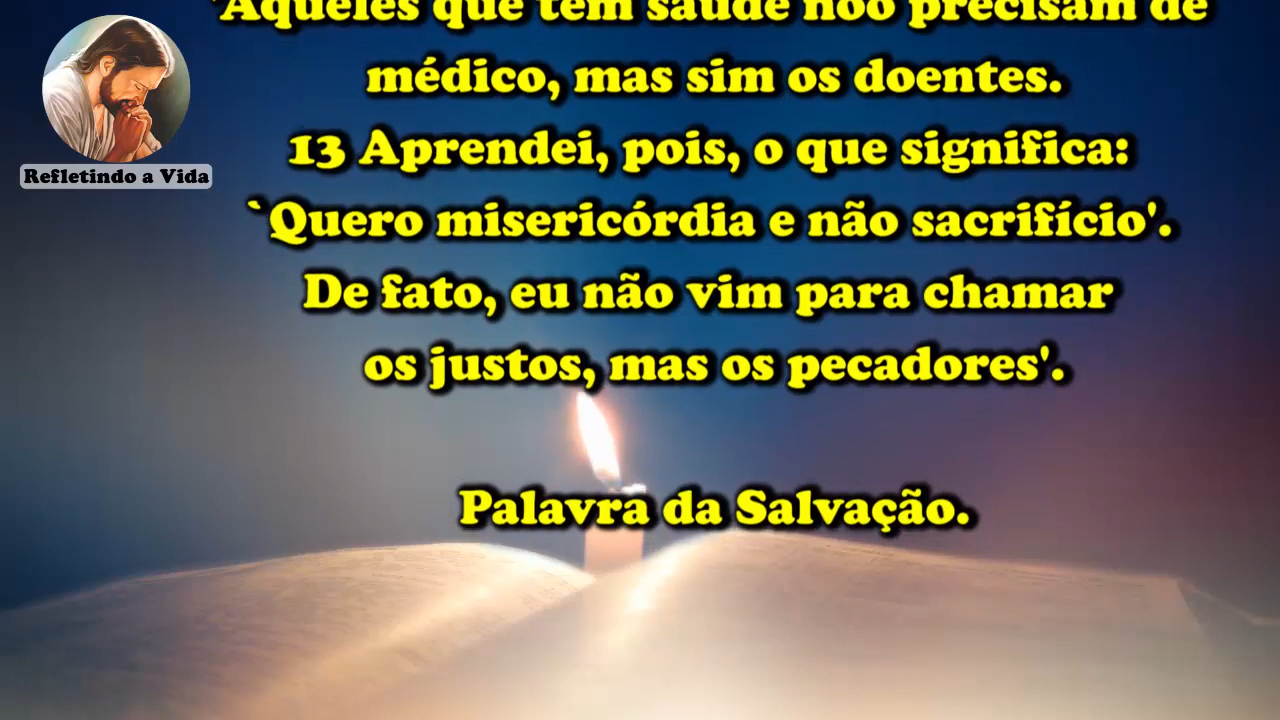 'Aqueles que têm saúde nóo precisam de
médico, mas sim os doentes.
13 Aprendei, pois, o que significa:
`Quero misericórdia e não sacrifício'.
De fato, eu não vim para chamar
os justos, mas os pecadores'.
Palavra da Salvação.
Refletindo a Vida